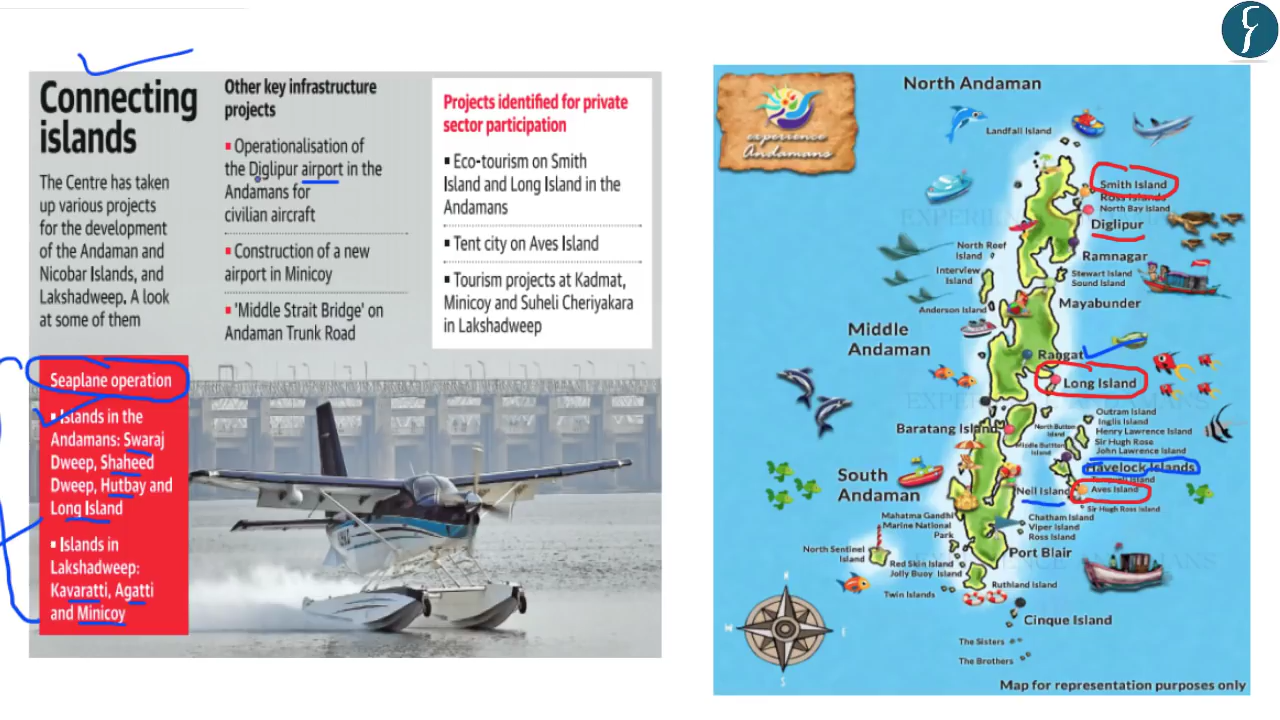 Connecting
islands
The Centre has taken
up various projects
for the development
of the Andaman and
Nicobar Islands, and
Lakshadweep. A look
at some of them
Other key infrastructure
projects
▪ Operationalisation of
the Diglipur airport in the
Andamans for
civilian aircraft
▪ Construction of a new
airport in Minicoy
▪ 'Middle Strait Bridge' on
Andaman Trunk Road
Projects identified for private
sector participation
▪ Eco-tourism on Smith
Island and Long Island in the
Andamans
▪ Tent city on Aves Island
▪ Tourism projects at Kadmat,
Minicoy and Suheli Cheriyakara
in Lakshadweep
Seaplane operation
▪ Islands in the
Andamans: Swaraj
Dweep, Shaheed
Dweep, Hutbay and
Long Island
▪ Islands in
Lakshadweep:
Kavaratti, Agatti
and Minicoy
experience
Andamans
North Andaman
Landfall Island
Smith Island
Ross Islands
North Bay Island
Diglipur
Ramnagar
North Reef
Island
Interview
Island
Stewart Island
Sound Island
Anderson Island
Mayabunder
Middle
Andaman
Rangat
Long Island
Baratang Island
North Button
Island
Middle Button
Island
Outram Island
Inglis Island
Henry Lawrence Island
Sir Hugh Rose
John Lawrence Island
Havelock Islands
South
Andaman
Neil Island
Aves Island
Sir Hugh Ross Island
Mahatma Gandhi
Marine National
Park
Chatham Island
Viper Island
Ross Island
North Sentinel
Island
Port Blair
Red Skin Island
Jolly Buoy Island
Twin Islands
Ruthland Island
Cinque Island
The Sisters
The Brothers
N
W
E
S
Map for representation purposes only